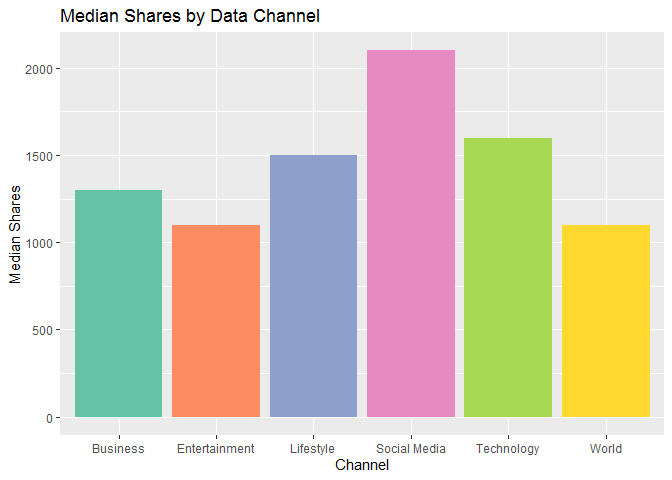 Median Shares by Data Channel
Median Shares
2000
1500
1000
500
0
Business Entertainment Lifestyle Social Media Technology World
Channel